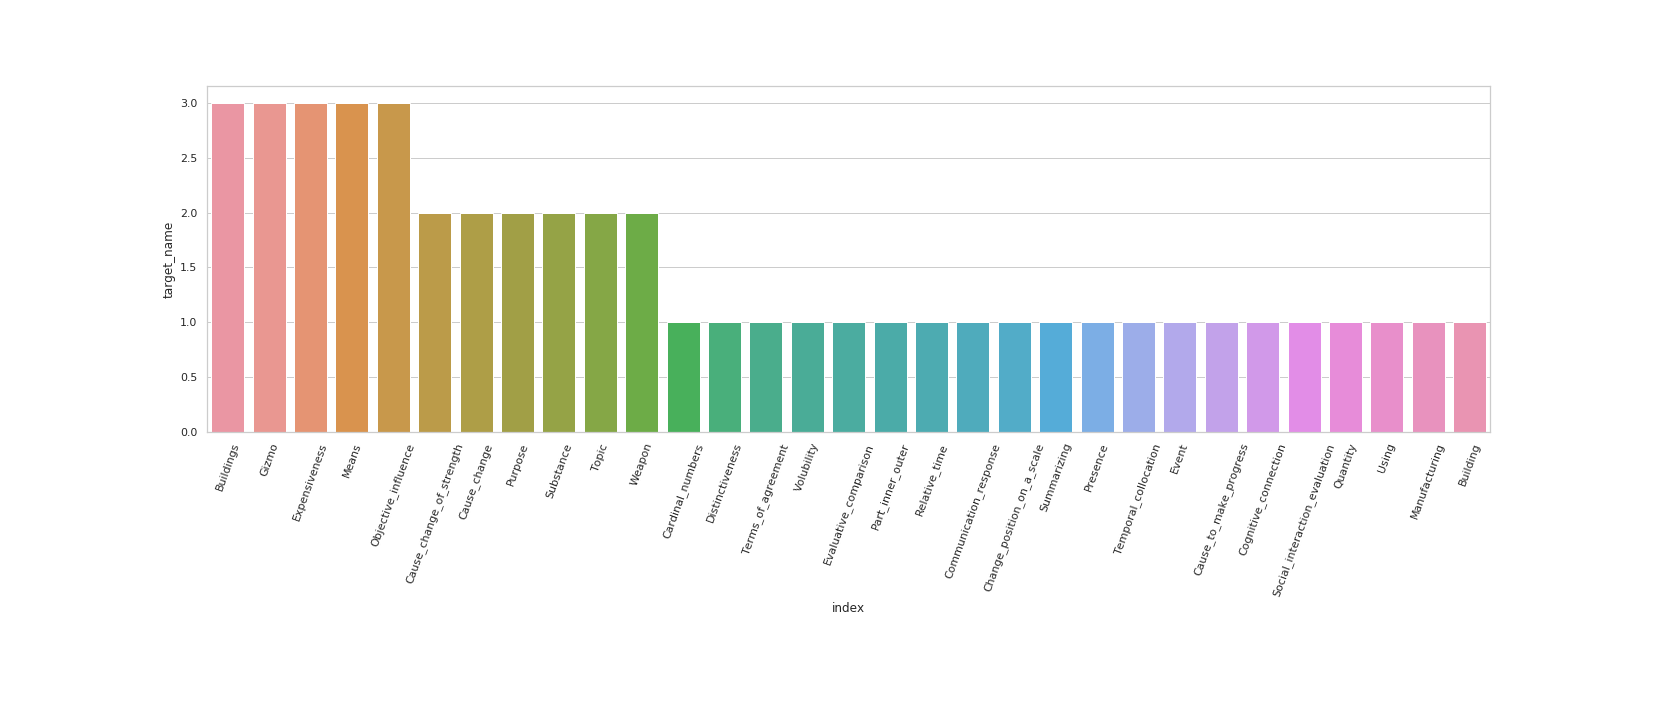 3.0
2.5
2.0
1.5
1.0
0.5
0.0
target_name
Buildings
Gizmo
Expensiveness
Means
Objective_influence
Cause_change_of_strength
Cause_change
Purpose
Substance
Topic
Weapon
Cardinal_numbers
Distinctiveness
Terms_of_agreement
Volubility
Evaluative_comparison
Part_inner_outer
Relative_time
Communication_response
Change_position_on_a_scale
Summarizing
Presence
Temporal_collocation
Event
Cause_to_make_progress
Cognitive_connection
Social_interaction_evaluation
Quantity
Using
Manufacturing
Building
index